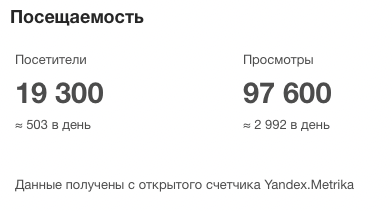 Посещаемость
Посетители
Просмотры
19 300
97 600
≈ 503 в день
≈ 2 992 в день
Данные получены с открытого счетчика Yandex.Metrika